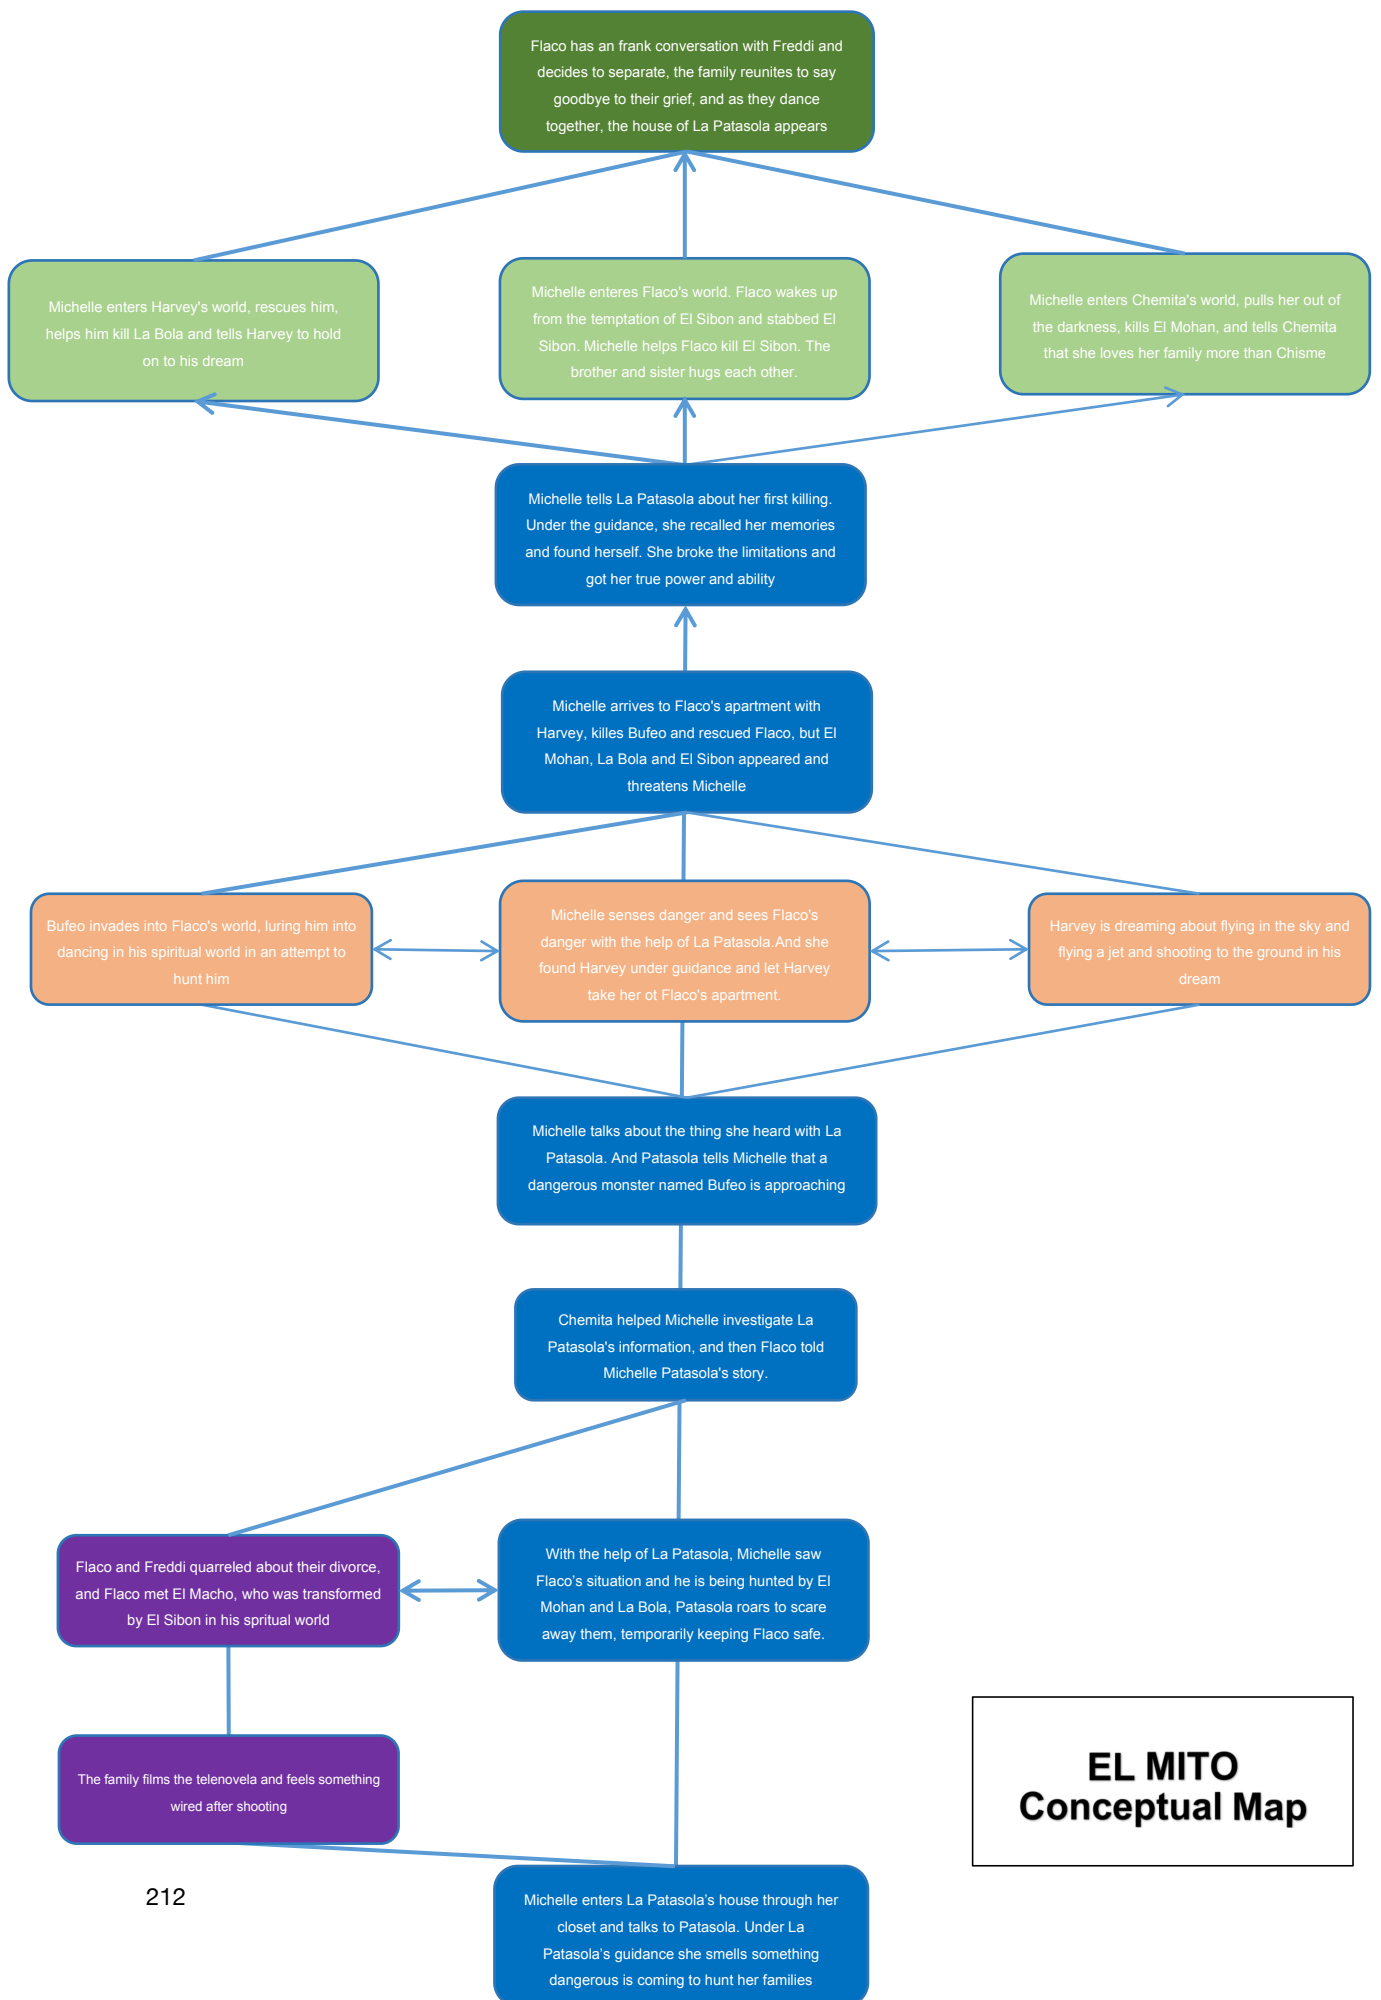 Flaco has an frank conversation with Freddi and
decides to separate, the family reunites to say
goodbye to their grief, and as they dance
together, the house of La Patasola appears
Michelle enters Harvey's world, rescues him,
helps him kill La Bola and tells Harvey to hold
on to his dream
Michelle enteres Flaco's world. Flaco wakes up
from the temptation of El Sibon and stabbed El
Sibon. Michelle helps Flaco kill El Sibon. The
brother and sister hugs each other.
Michelle enters Chemita's world, pulls her out of
the darkness, kills El Mohan, and tells Chemita
that she loves her family more than Chisme
Michelle tells La Patasola about her first killing.
Under the guidance, she recalled her memories
and found herself. She broke the limitations and
got her true power and ability
Michelle arrives to Flaco's apartment with
Harvey, killes Bufeo and rescued Flaco, but El
Mohan, La Bola and El Sibon appeared and
threatens Michelle
Bufeo invades into Flaco's world, luring him into
dancing in his spiritual world in an attempt to
hunt him
Michelle senses danger and sees Flaco's
danger with the help of La Patasola.And she
found Harvey under guidance and let Harvey
take her ot Flaco's apartment.
Harvey is dreaming about flying in the sky and
flying a jet and shooting to the ground in his
dream
Michelle talks about the thing she heard with La
Patasola. And Patasola tells Michelle that a
dangerous monster named Bufeo is approaching
Chemita helped Michelle investigate La
Patasola's information, and then Flaco told
Michelle Patasola's story.
Flaco and Freddi quarreled about their divorce,
and Flaco met El Macho, who was transformed
by El Sibon in his spritual world
With the help of La Patasola, Michelle saw
Flaco’s situation and he is being hunted by El
Mohan and La Bola, Patasola roars to scare
away them, temporarily keeping Flaco safe.
The family films the telenovela and feels something
wired after shooting
EL MITO
Conceptual Map
212
Michelle enters La Patasola’s house through her
closet and talks to Patasola. Under La
Patasola’s guidance she smells something
dangerous is coming to hunt her families